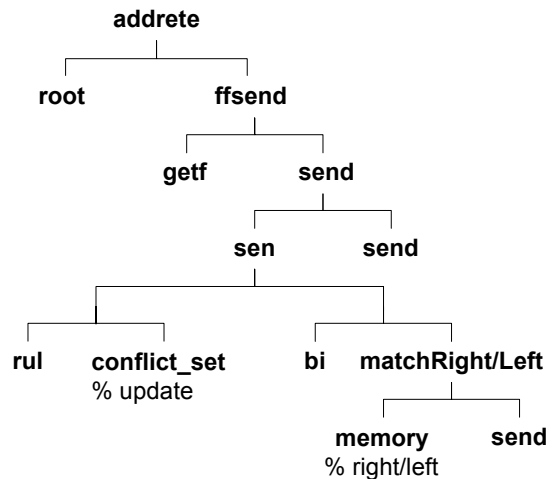 addrete
root ffsend
getf send
sen send
rul conflict_set bi matchRight/Left
% update
memory send
% right/left